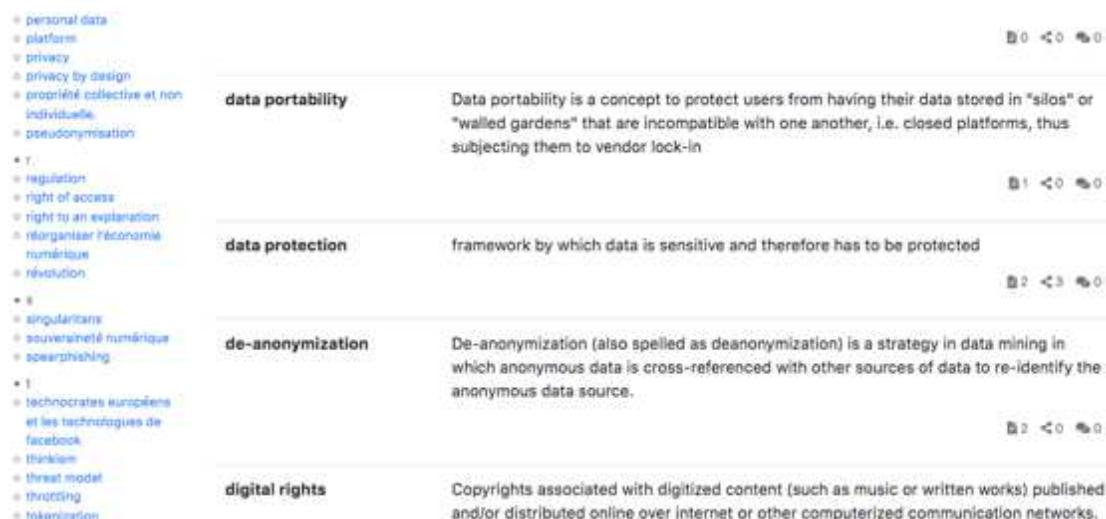 personal data
platform
privacy
privacy by design
propriété collective et non
individuelle.
pseudonymisation
r
regulation
right of access
right to an explanation
réorganiser l'économie
numérique
révolution
s
singularitans
souveraineté numérique
spearphishing
t
technocrates européens
et les technologues de
facebook
thinkism
threat model
throttling
tokenization
0 0 0
data portability
Data portability is a concept to protect users from having their data stored in "silos" or
"walled gardens" that are incompatible with one another, i.e. closed platforms, thus
subjecting them to vendor lock-in
1 0 0
data protection
framework by which data is sensitive and therefore has to be protected
2 3 0
de-anonymization
De-anonymization (also spelled as deanonymization) is a strategy in data mining in
which anonymous data is cross-referenced with other sources of data to re-identify the
anonymous data source.
2 0 0
digital rights
Copyrights associated with digitized content (such as music or written works) published
and/or distributed online over internet or other computerized communication networks.